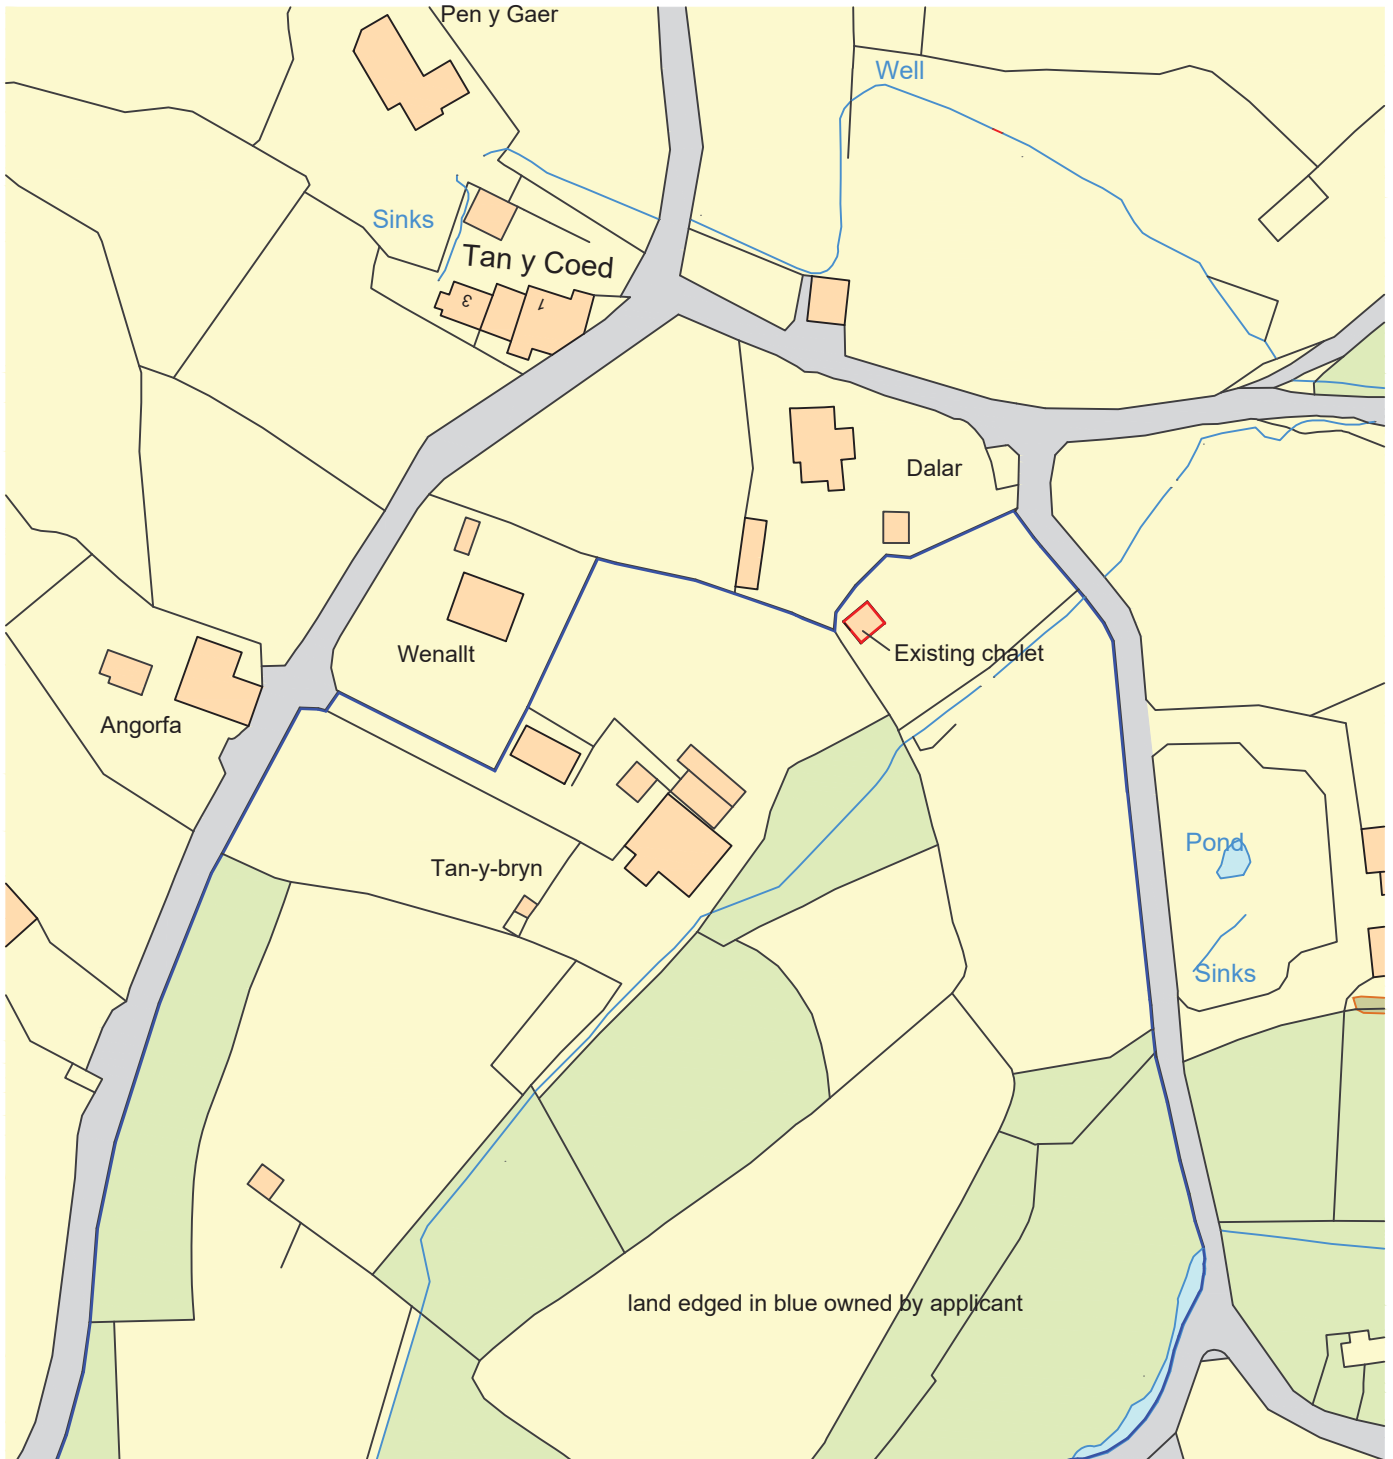 Pen y Gaer
Well
Sinks
Tan y Coed
3
1
Dalar
Wenallt
Existing chalet
Angorfa
Pond
Tan-y-bryn
Sinks
land edged in blue owned by applicant